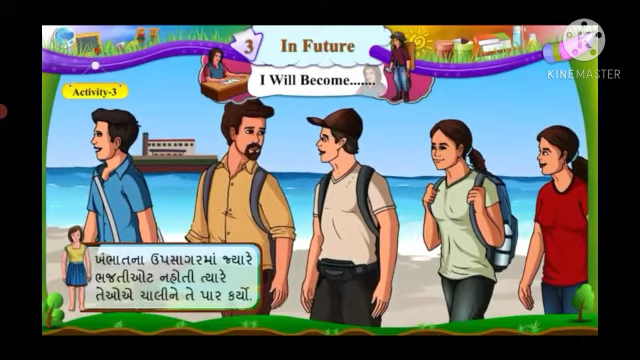 3 In Future
KINEMASTER
I Will Become.......
Activity-3
ખંભાતના ઉપસાગરમાં જ્યારે
ભજતીઓટ નહોતી ત્યારે
તેઓએ ચાલીને તે પાર કર્યો.